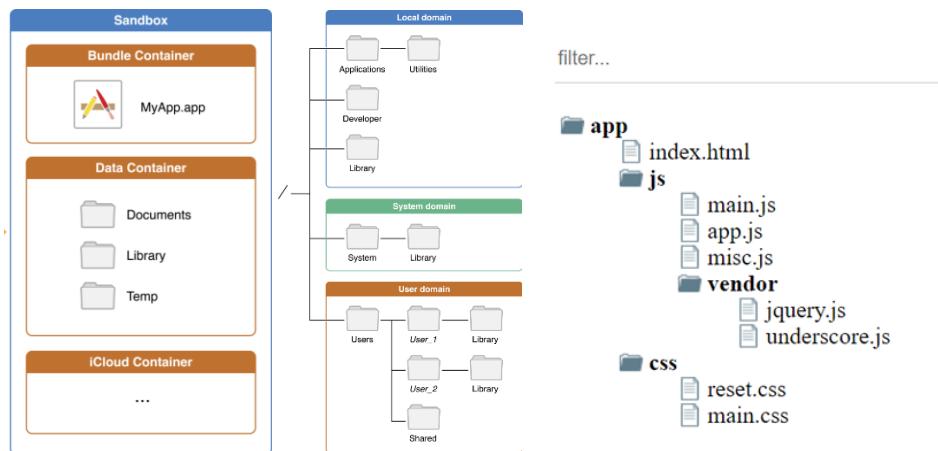 Sandbox
Bundle Container
MyApp.app
Data Container
Documents
Library
Temp
iCloud Container
...
/
Local domain
Applications
Utilities
Developer
Library
System domain
System
Library
User domain
Users
User_1
Library
User_2
Library
Shared
filter...
app
index.html
js
main.js
app.js
misc.js
vendor
jquery.js
underscore.js
css
reset.css
main.css